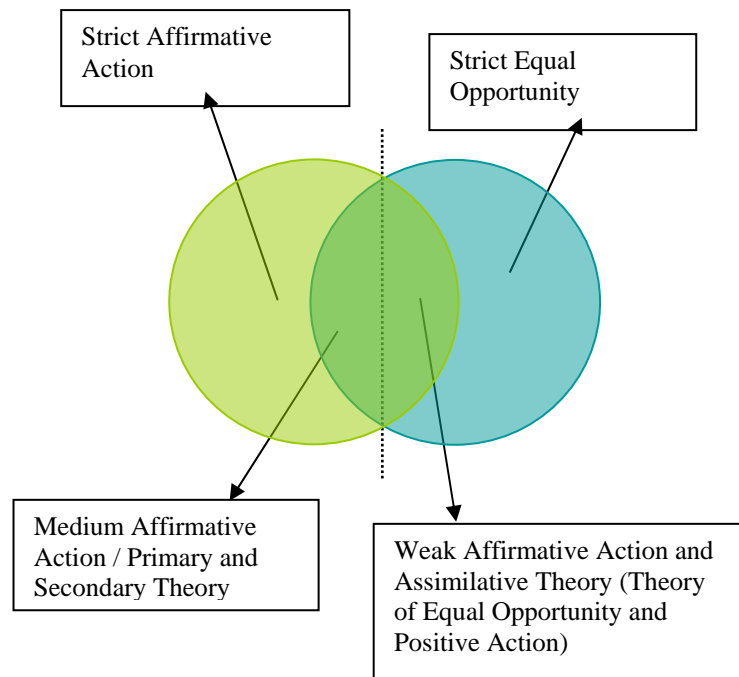 Strict Affirmative
Action
Strict Equal
Opportunity
Medium Affirmative
Action / Primary and
Secondary Theory
Weak Affirmative Action and
Assimilative Theory (Theory
of Equal Opportunity and
Positive Action)